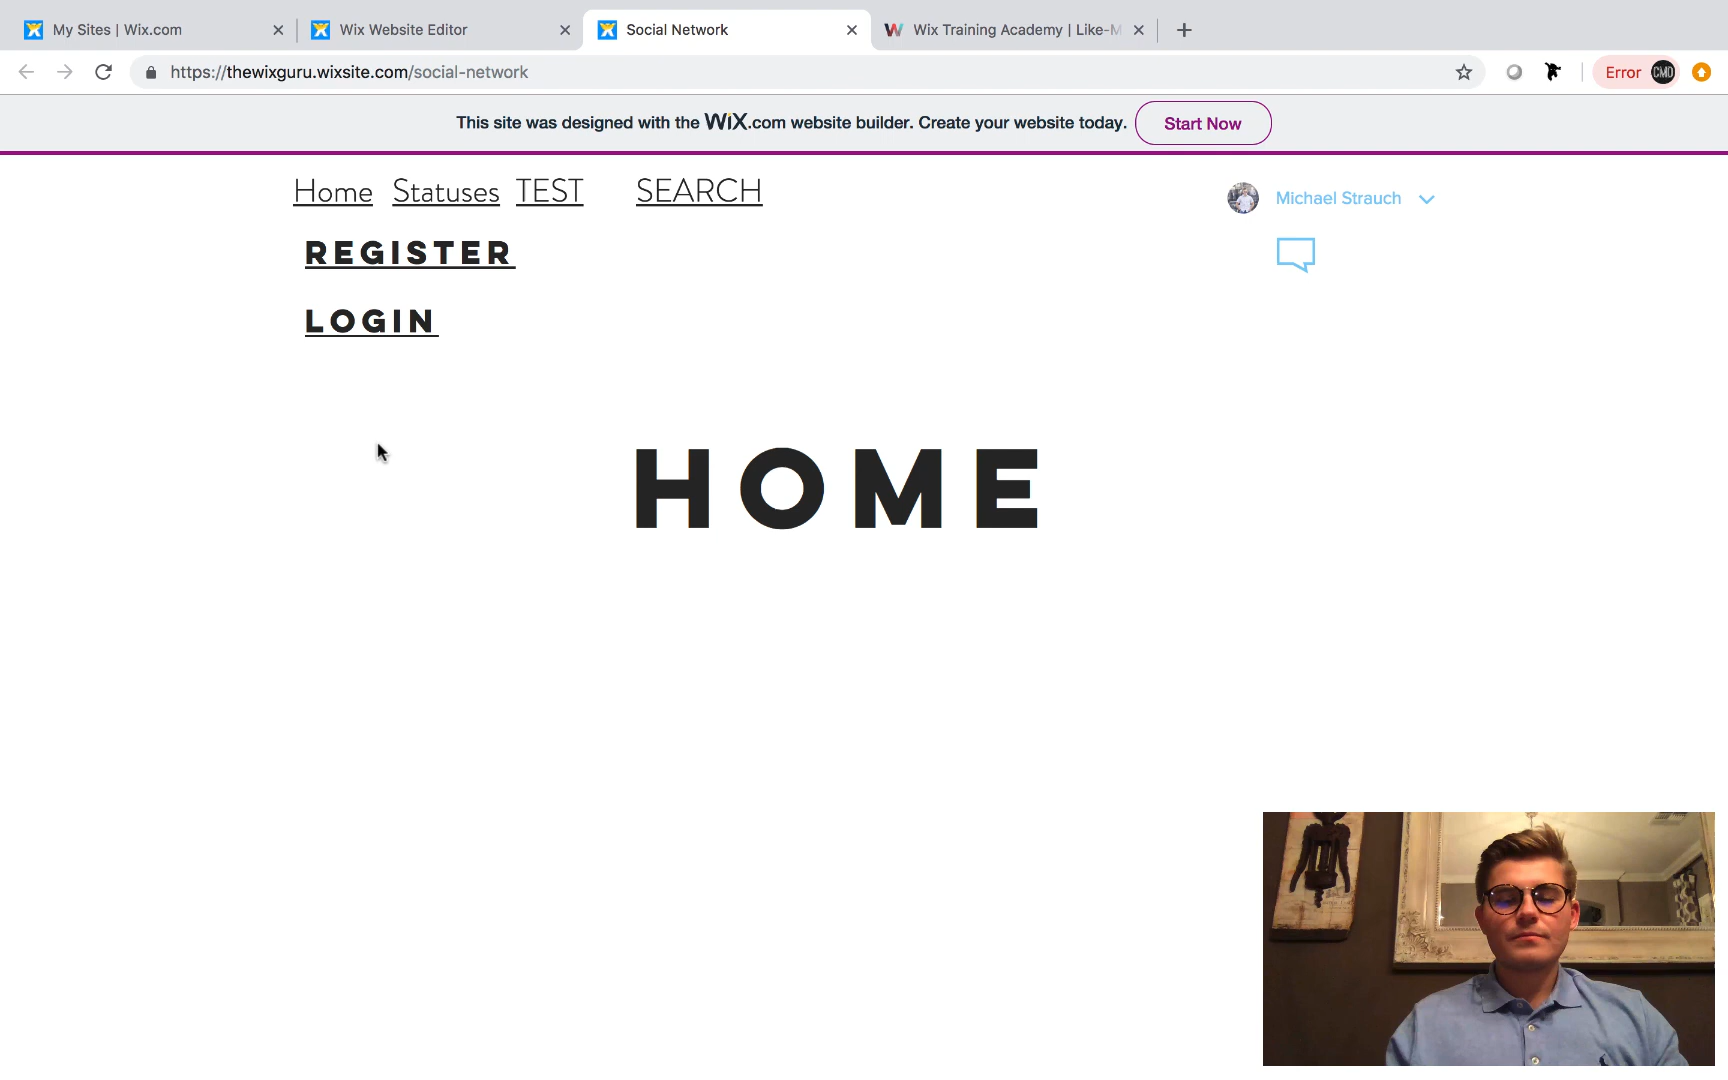 My Sites | Wix.com
Wix Website Editor
Social Network
Wix Training Academy | Like-M
https://thewixguru.wixsite.com/social-network
Error
CMD
This site was designed with the WiX.com website builder. Create your website today.
Start Now
Home Statuses TEST SEARCH
Michael Strauch
REGISTER
LOGIN
HOME